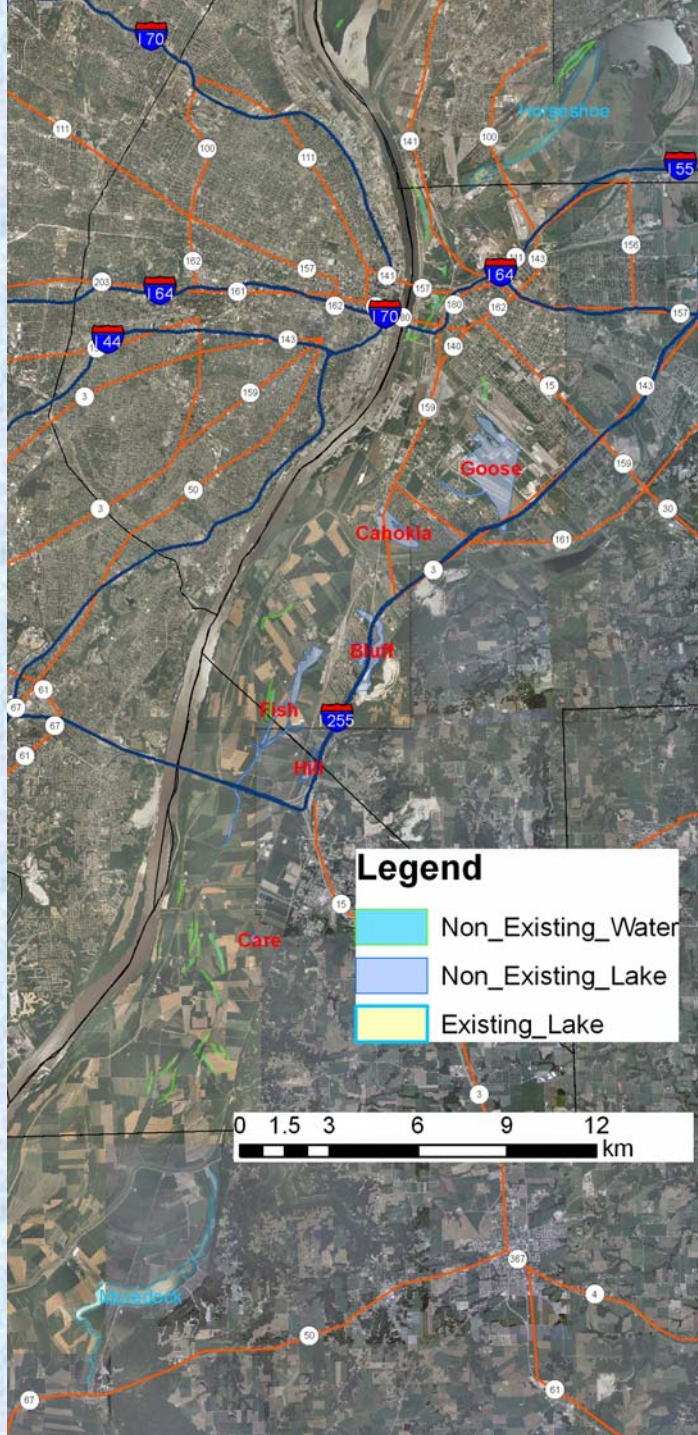 I 70
111
141
100
Horseshoe
100
111
I 55
162
157
141
143
156
203
I 64
161
I 64
157
162
I 70
180
162
157
I 44
143
140
3
159
159
15
143
50
Goose
159
3
30
Cahokia
161
3
Bluff
61
67
Fish
I 255
67
61
Hill
15
Care
Legend
Non_Existing_Water
Non_Existing_Lake
Existing_Lake
3
0 1.5 3 6 9 12
km
367
Moredock
4
50
67
61